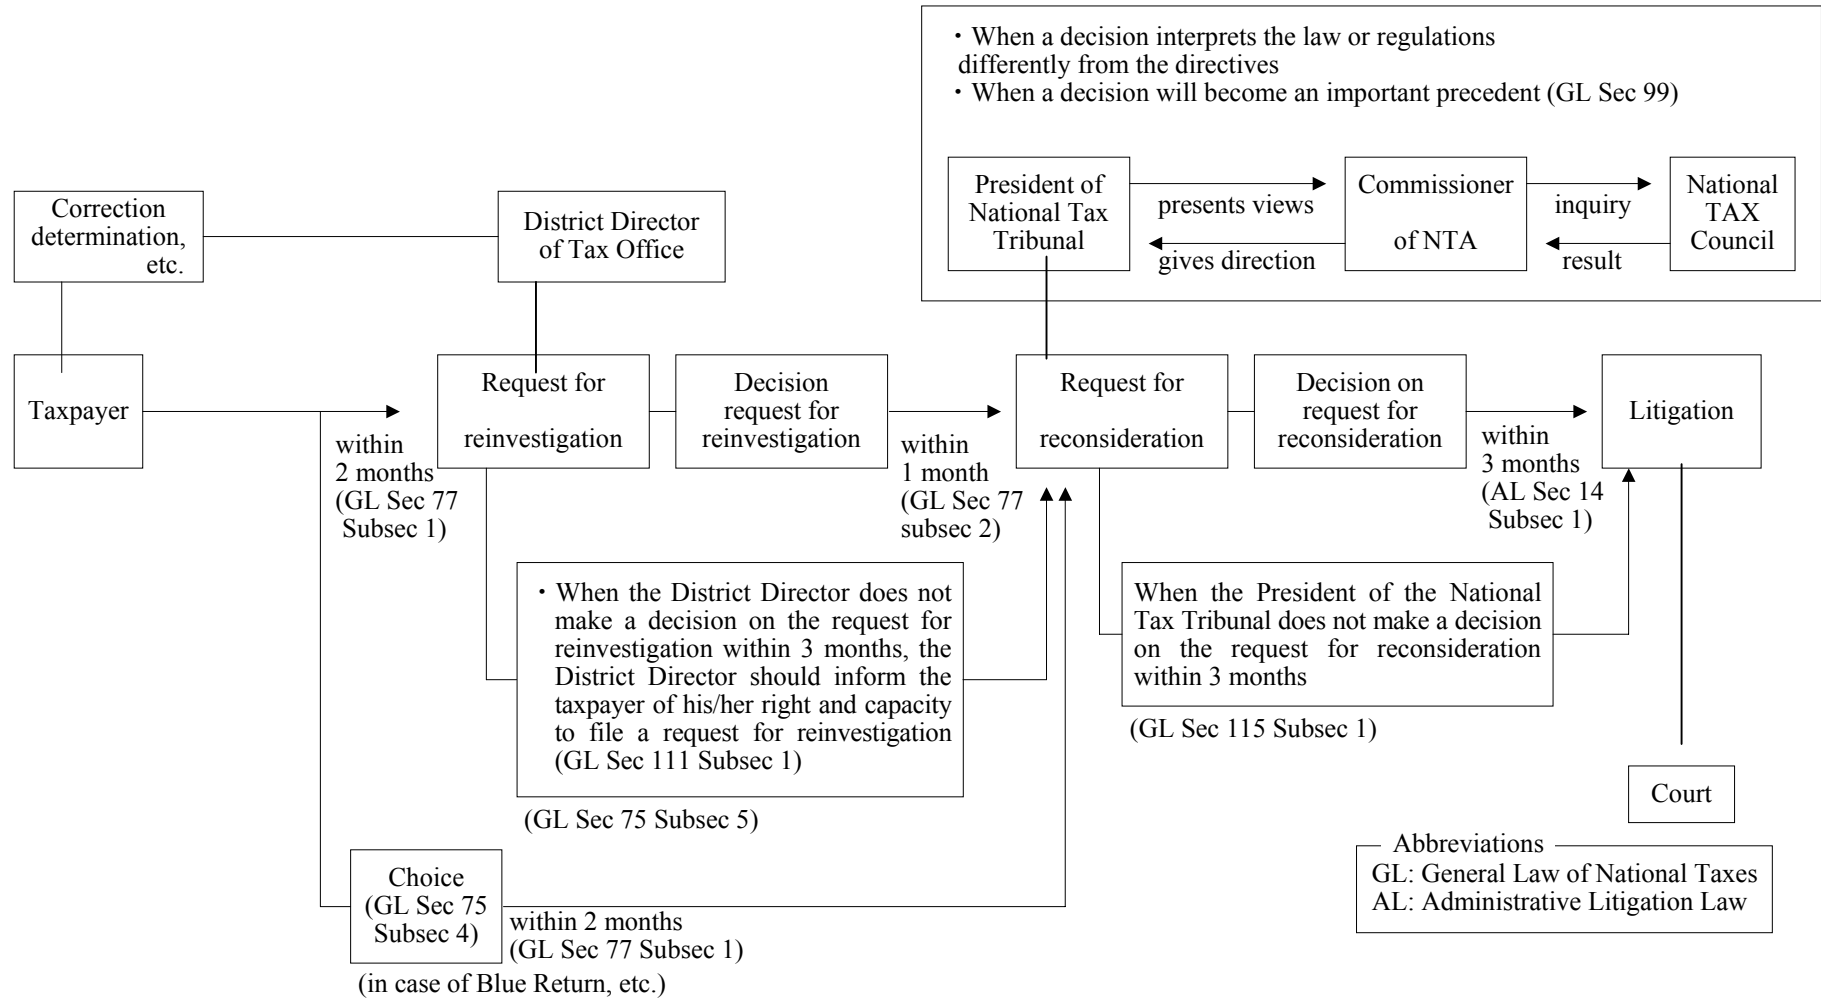 ・When a decision interprets the law or regulations
differently from the directives
・When a decision will become an important precedent (GL Sec 99)
President of
National Tax
Tribunal
presents views
gives direction
Commissioner
of NTA
inquiry
result
National
TAX
Council
Correction
determination,
etc.
District Director
of Tax Office
Taxpayer
within
2 months
(GL Sec 77
Subsec 1)
Request for
reinvestigation
Decision
request for
reinvestigation
within
1 month
(GL Sec 77
subsec 2)
Request for
reconsideration
Decision on
request for
reconsideration
within
3 months
(AL Sec 14
Subsec 1)
Litigation
・When the District Director does not
make a decision on the request for
reinvestigation within 3 months, the
District Director should inform the
taxpayer of his/her right and capacity
to file a request for reinvestigation
(GL Sec 111 Subsec 1)
(GL Sec 75 Subsec 5)
When the President of the National
Tax Tribunal does not make a decision
on the request for reconsideration
within 3 months
(GL Sec 115 Subsec 1)
Court
Choice
(GL Sec 75
Subsec 4)
within 2 months
(GL Sec 77 Subsec 1)
(in case of Blue Return, etc.)
Abbreviations
GL: General Law of National Taxes
AL: Administrative Litigation Law